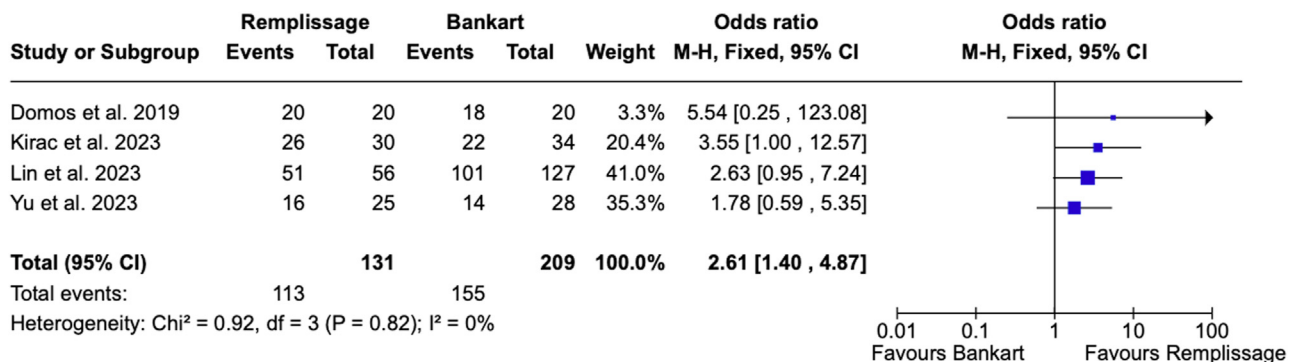 Remplissage Bankart Odds ratio Odds ratio
Study or Subgroup Events Total Events Total Weight M-H, Fixed, 95% CI M-H, Fixed, 95% CI
Domos et al. 2019 20 20 18 20 3.3% 5.54 [0.25 , 123.08]
Kirac et al. 2023 26 30 22 34 20.4% 3.55 [1.00 , 12.57]
Lin et al. 2023 51 56 101 127 41.0% 2.63 [0.95 , 7.24]
Yu et al. 2023 16 25 14 28 35.3% 1.78 [0.59 , 5.35]
Total (95% CI) 131 209 100.0% 2.61 [1.40 , 4.87]
Total events: 113 155
Heterogeneity: Chi² = 0.92, df = 3 (P = 0.82); I² = 0%
0.01 0.1 1 10 100
Favours Bankart Favours Remplissage